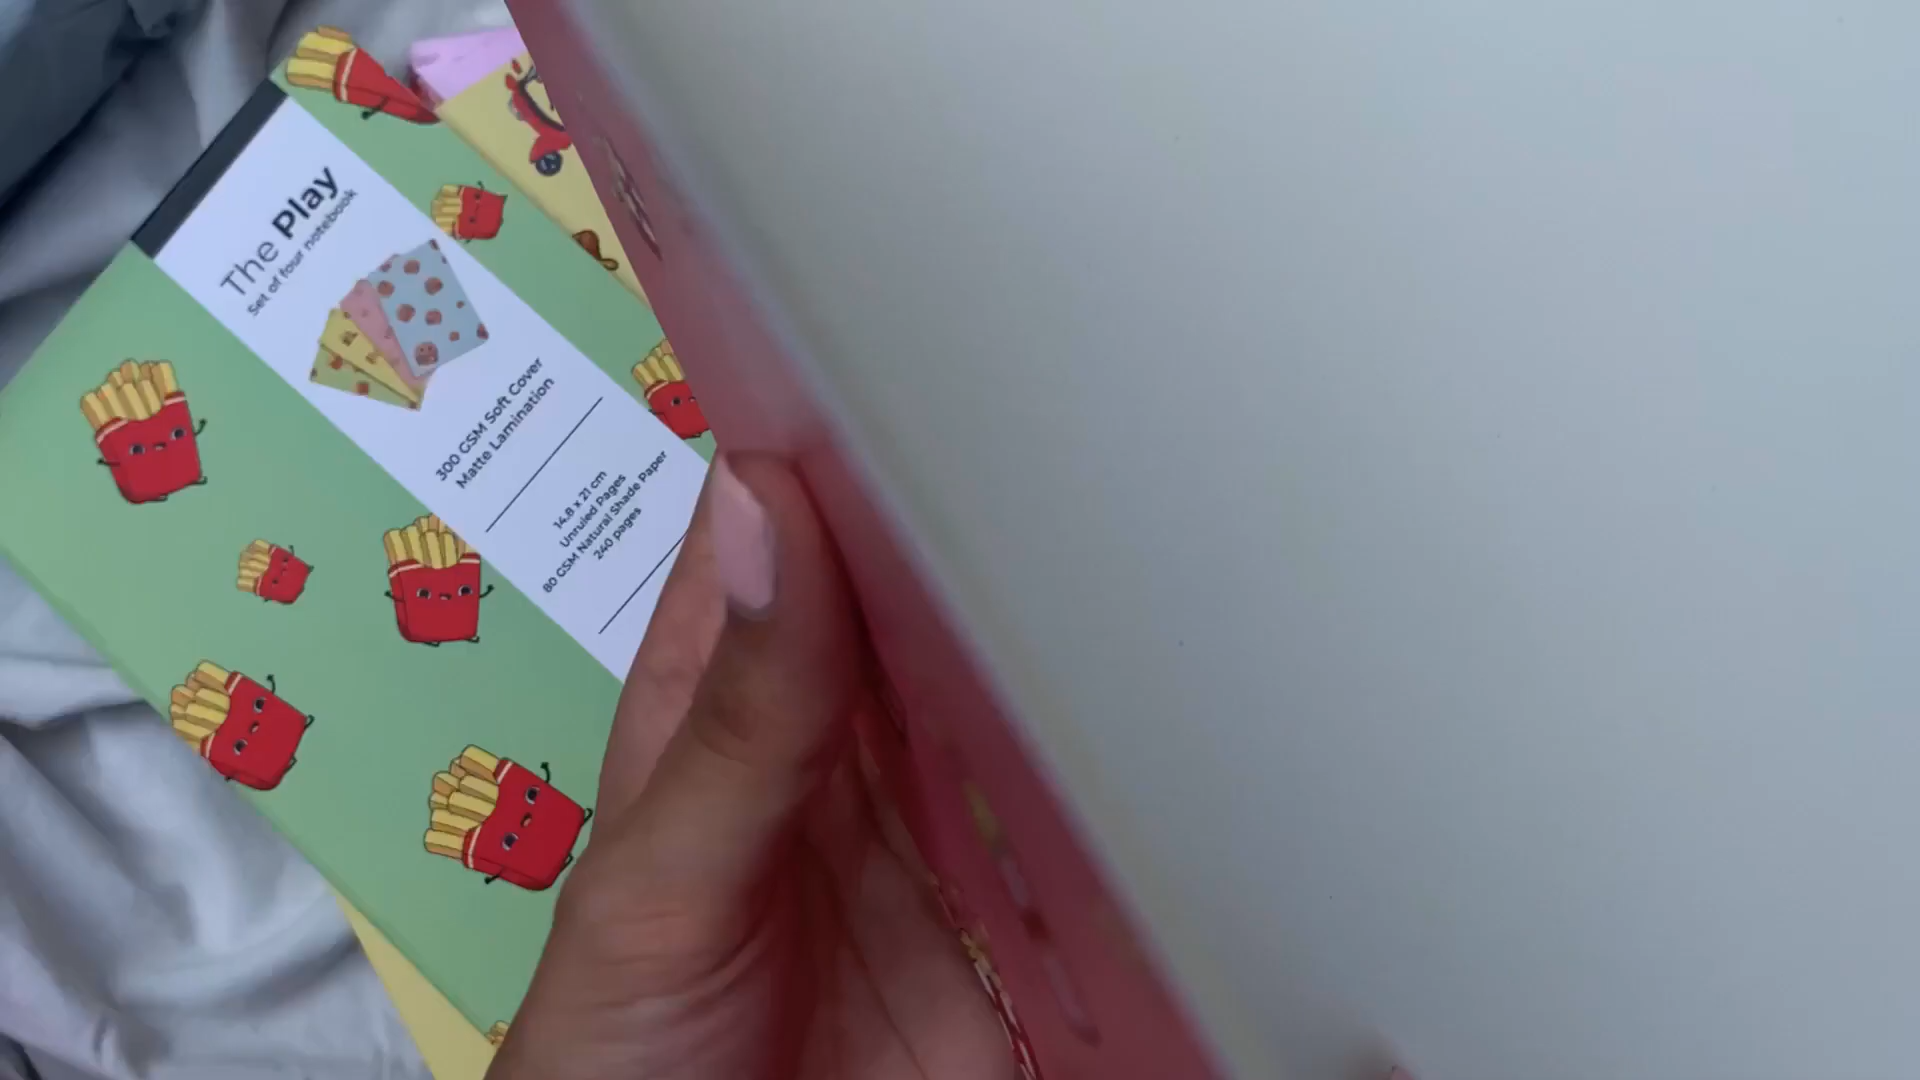 The Play
Set of four notebook
300 GSM Soft Cover
Matte Lamination
14.8 x 21 cm
Unruled Pages
80 GSM Natural Shade Paper
240 pages